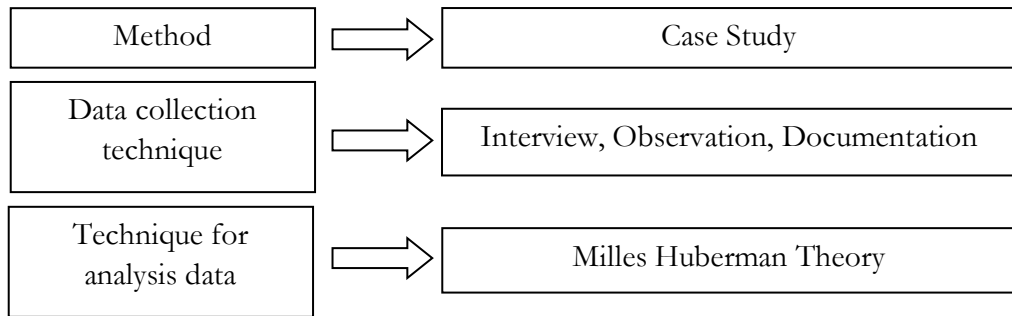 Method
Case Study
Data collection
technique
Interview, Observation, Documentation
Technique for
analysis data
Milles Huberman Theory